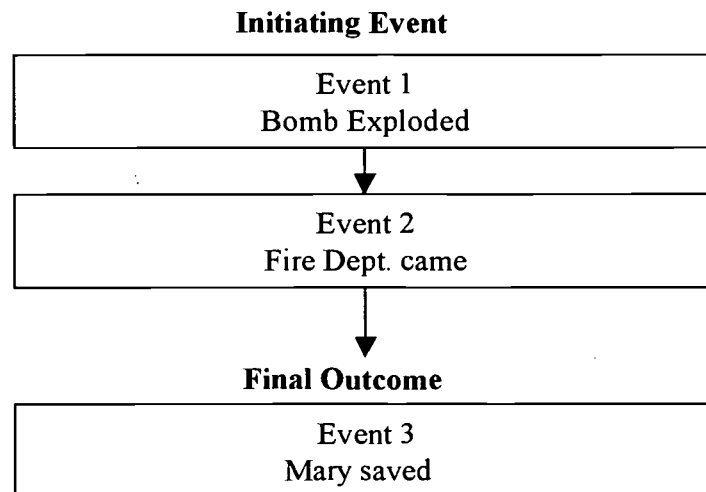 Initiating Event
Event 1
Bomb Exploded
Event 2
Fire Dept. came
Final Outcome
Event 3
Mary saved